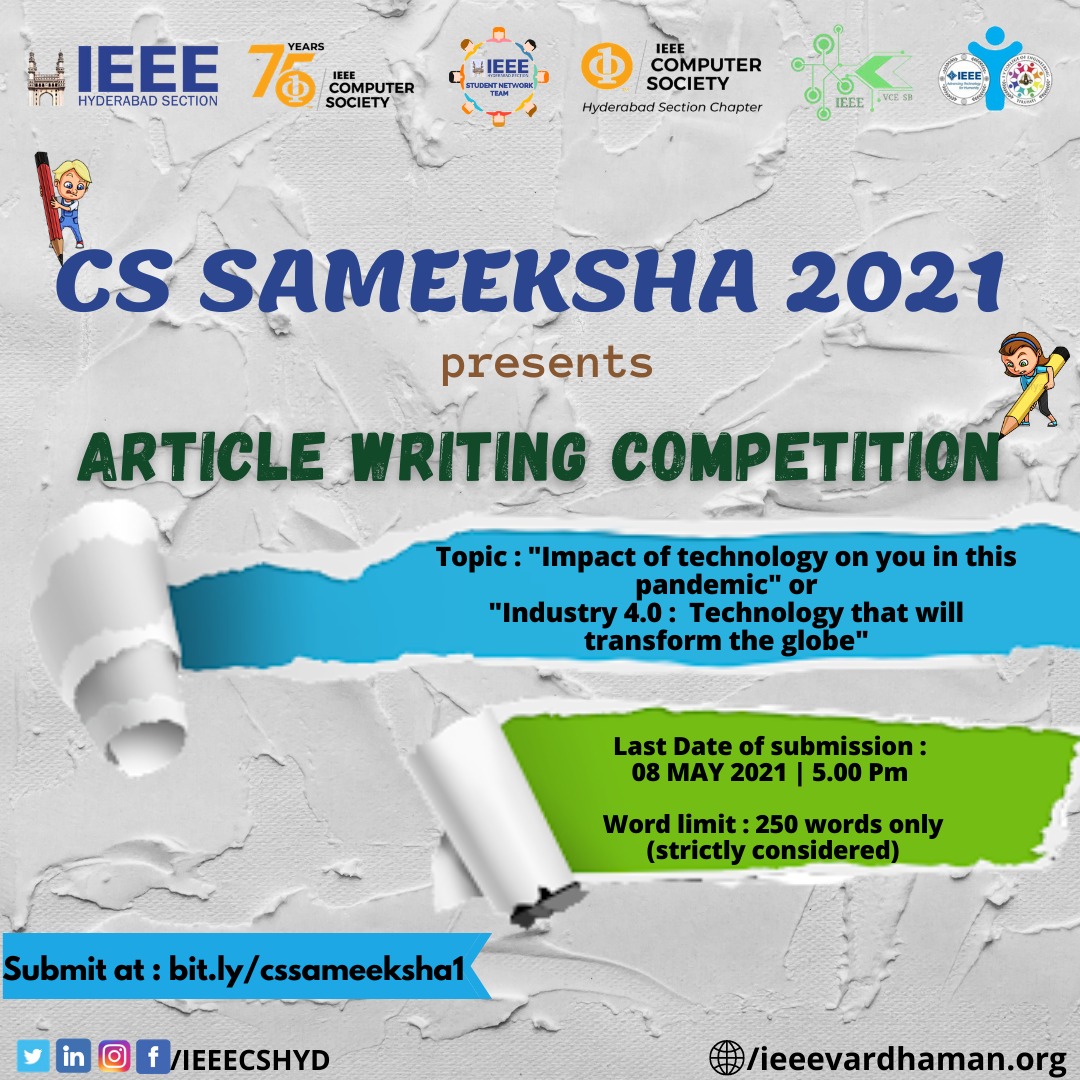 IEEE
HYDERABAD SECTION
75 YEARS
IEEE
COMPUTER
SOCIETY
IEEE
HYDERABAD SECTION
STUDENT NETWORK
TEAM
IEEE
COMPUTER
SOCIETY
Hyderabad Section Chapter
IEEE VCE SB
IEEE
CS SAMEEKSHA 2021
presents
ARTICLE WRITING COMPETITION
Topic : "Impact of technology on you in this
pandemic" or
"Industry 4.0 : Technology that will
transform the globe"
Last Date of submission :
08 MAY 2021 | 5.00 Pm
Word limit : 250 words only
(strictly considered)
Submit at : bit.ly/cssameeksha1
/IEEECSHYD
/ieeevardhaman.org